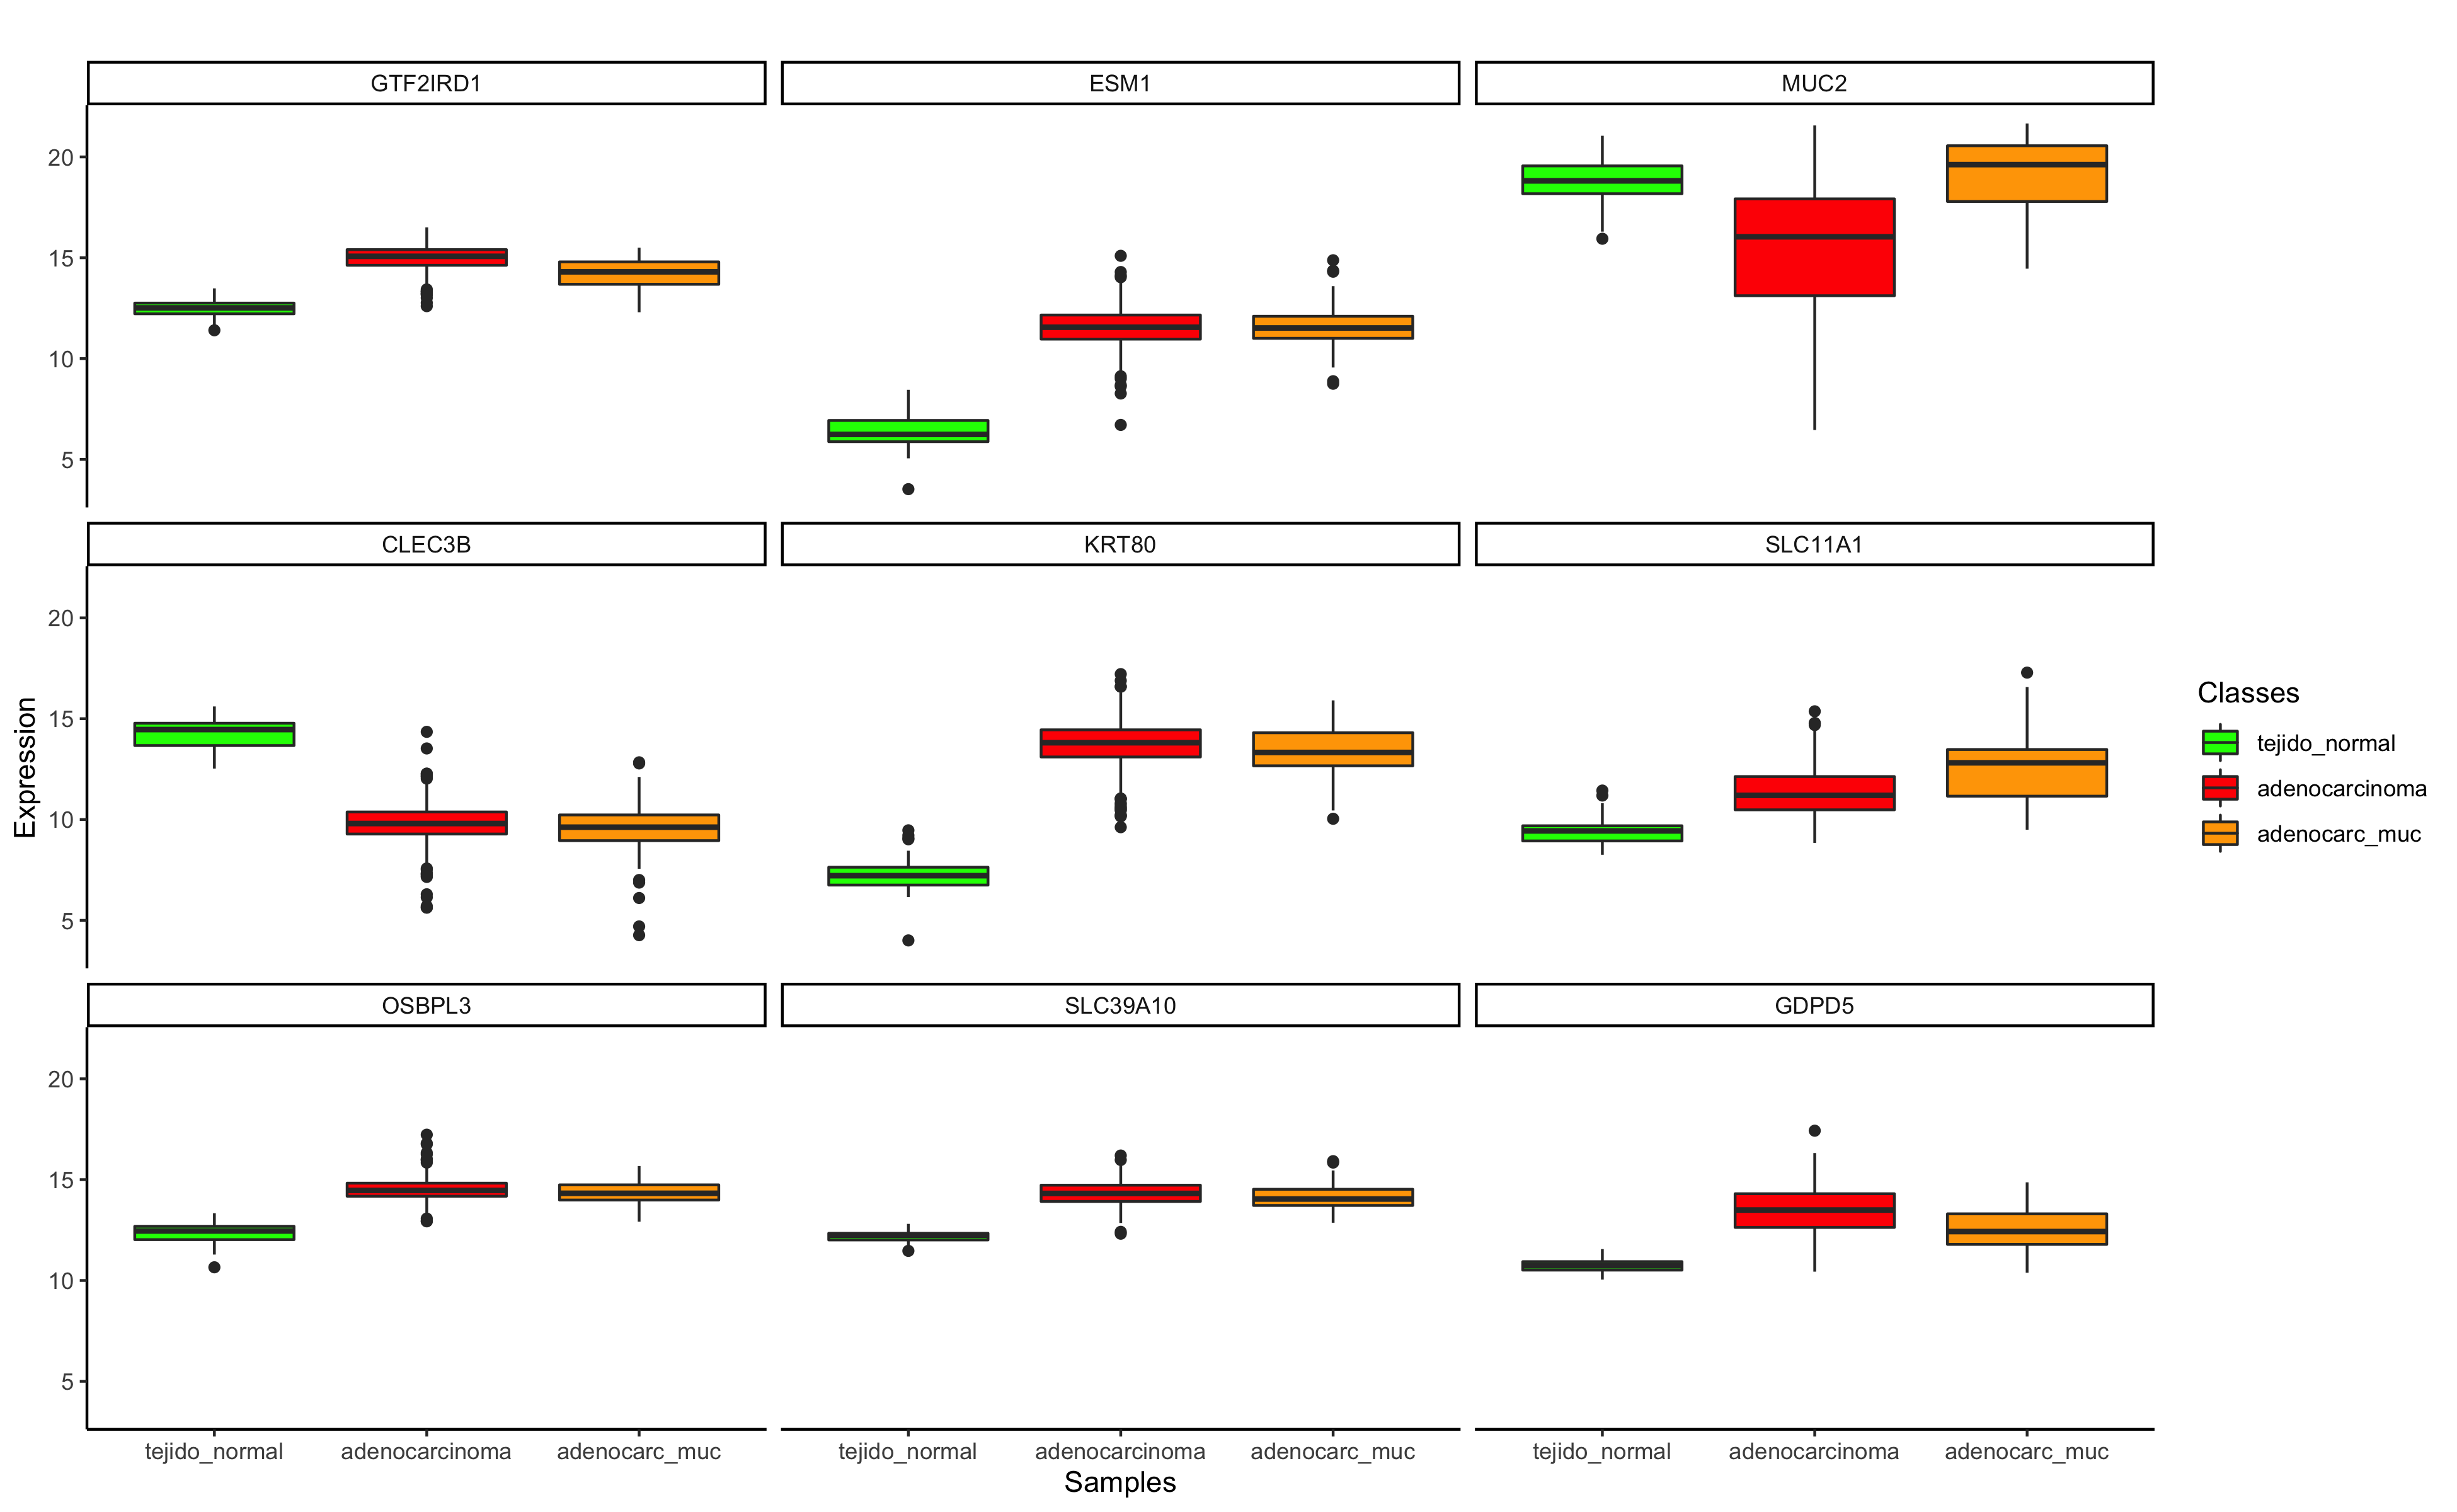 GTF2IRD1 ESM1 MUC2
20
15
10
5
CLEC3B KRT80 SLC11A1
20
15
10
5
OSBPL3 SLC39A10 GDPD5
20
15
10
5
tejido_normal adenocarcinoma adenocarc_muc tejido_normal adenocarcinoma adenocarc_muc tejido_normal adenocarcinoma adenocarc_muc
Samples
Expression
Classes
tejido_normal
adenocarcinoma
adenocarc_muc